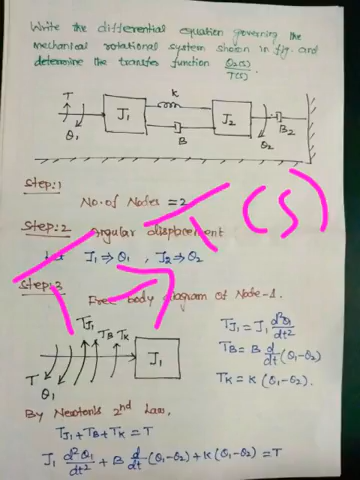 Write the differential equation governing the
mechanical rotational system shown in fig. and
determine the transfer function θ2(s)/T(s)
K
T J1 J2
θ1 B θ2 B2
Step:1
No. of Nodes = 2
T(S)
Step:2 Angular displacement
J1 ⇒ θ1 , J2 ⇒ θ2
Step:3
Free body diagram of Node-1.
TJ1 TB TK
T θ1 J1
TJ1 = J1 d²θ1/dt²
TB = B d/dt (θ1-θ2)
TK = K (θ1-θ2).
By Newton's 2nd Law,
TJ1 + TB + TK = T
J1 d²θ1/dt² + B d/dt (θ1-θ2) + K(θ1-θ2) = T